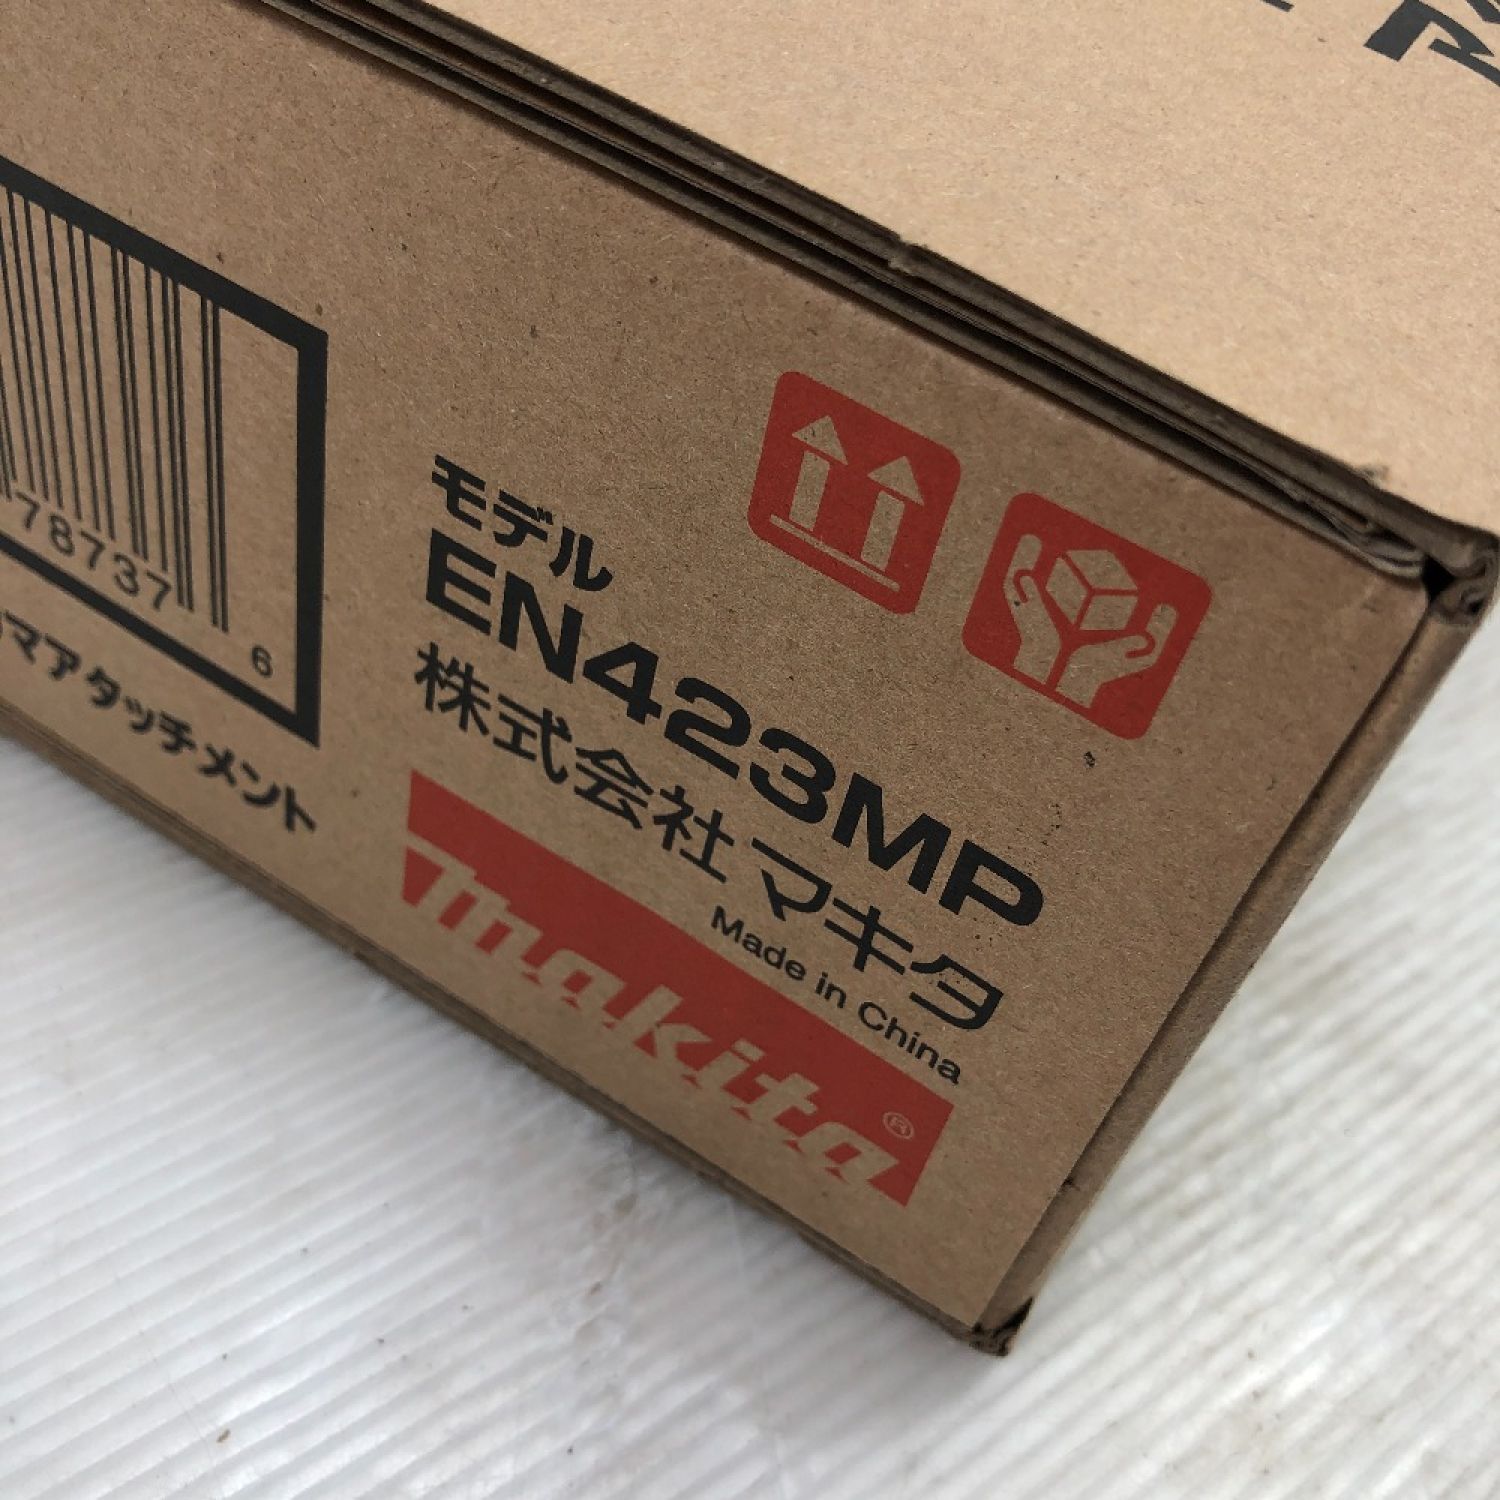 78737 6
マアタッチメント
モデル
EN423MP
株式会社マキタ
Made in China
makita®